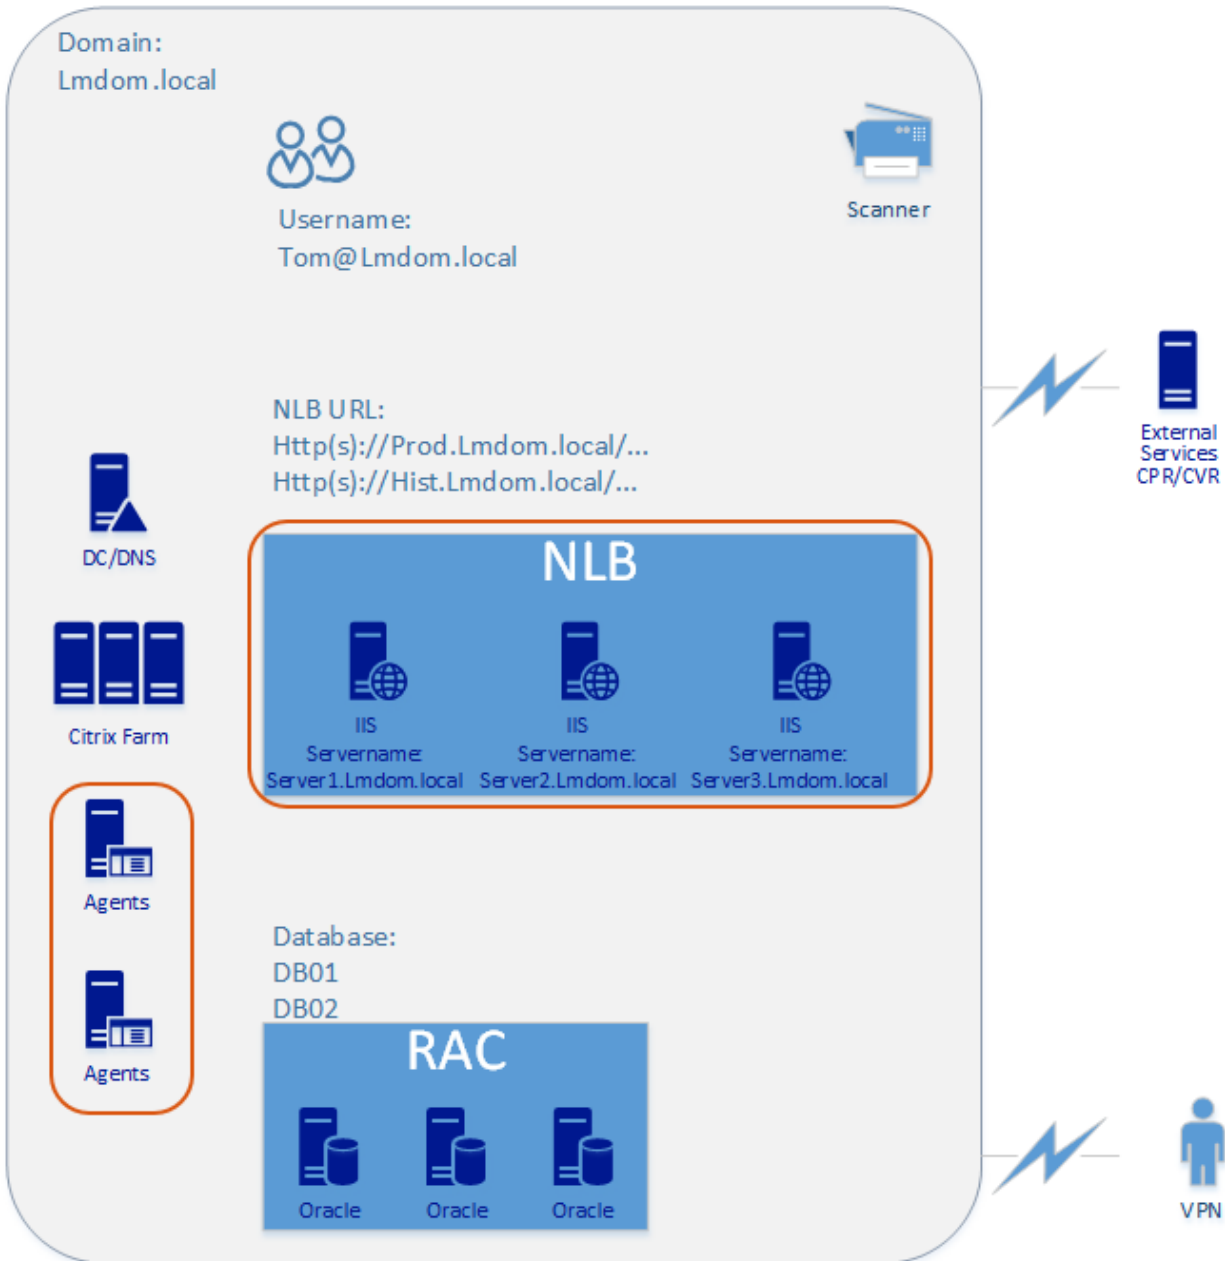 Domain:
Lmdom.local
Username:
Tom@Lmdom.local
Scanner
NLB URL:
Http(s)://Prod.Lmdom.local/...
Http(s)://Hist.Lmdom.local/...
External
Services
CPR/CVR
DC/DNS
NLB
IIS
Servername:
Server1.Lmdom.local
IIS
Servername:
Server2.Lmdom.local
IIS
Servername:
Server3.Lmdom.local
Citrix Farm
Agents
Agents
Database:
DB01
DB02
RAC
Oracle
Oracle
Oracle
VPN